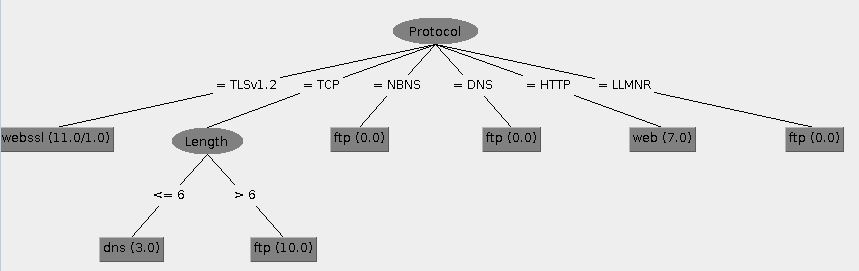 Protocol
= TLSv1.2 = TCP = NBNS = DNS = HTTP = LLMNR
webssl (11.0/1.0) Length ftp (0.0) ftp (0.0) web (7.0) ftp (0.0)
<= 6 > 6
dns (3.0) ftp (10.0)